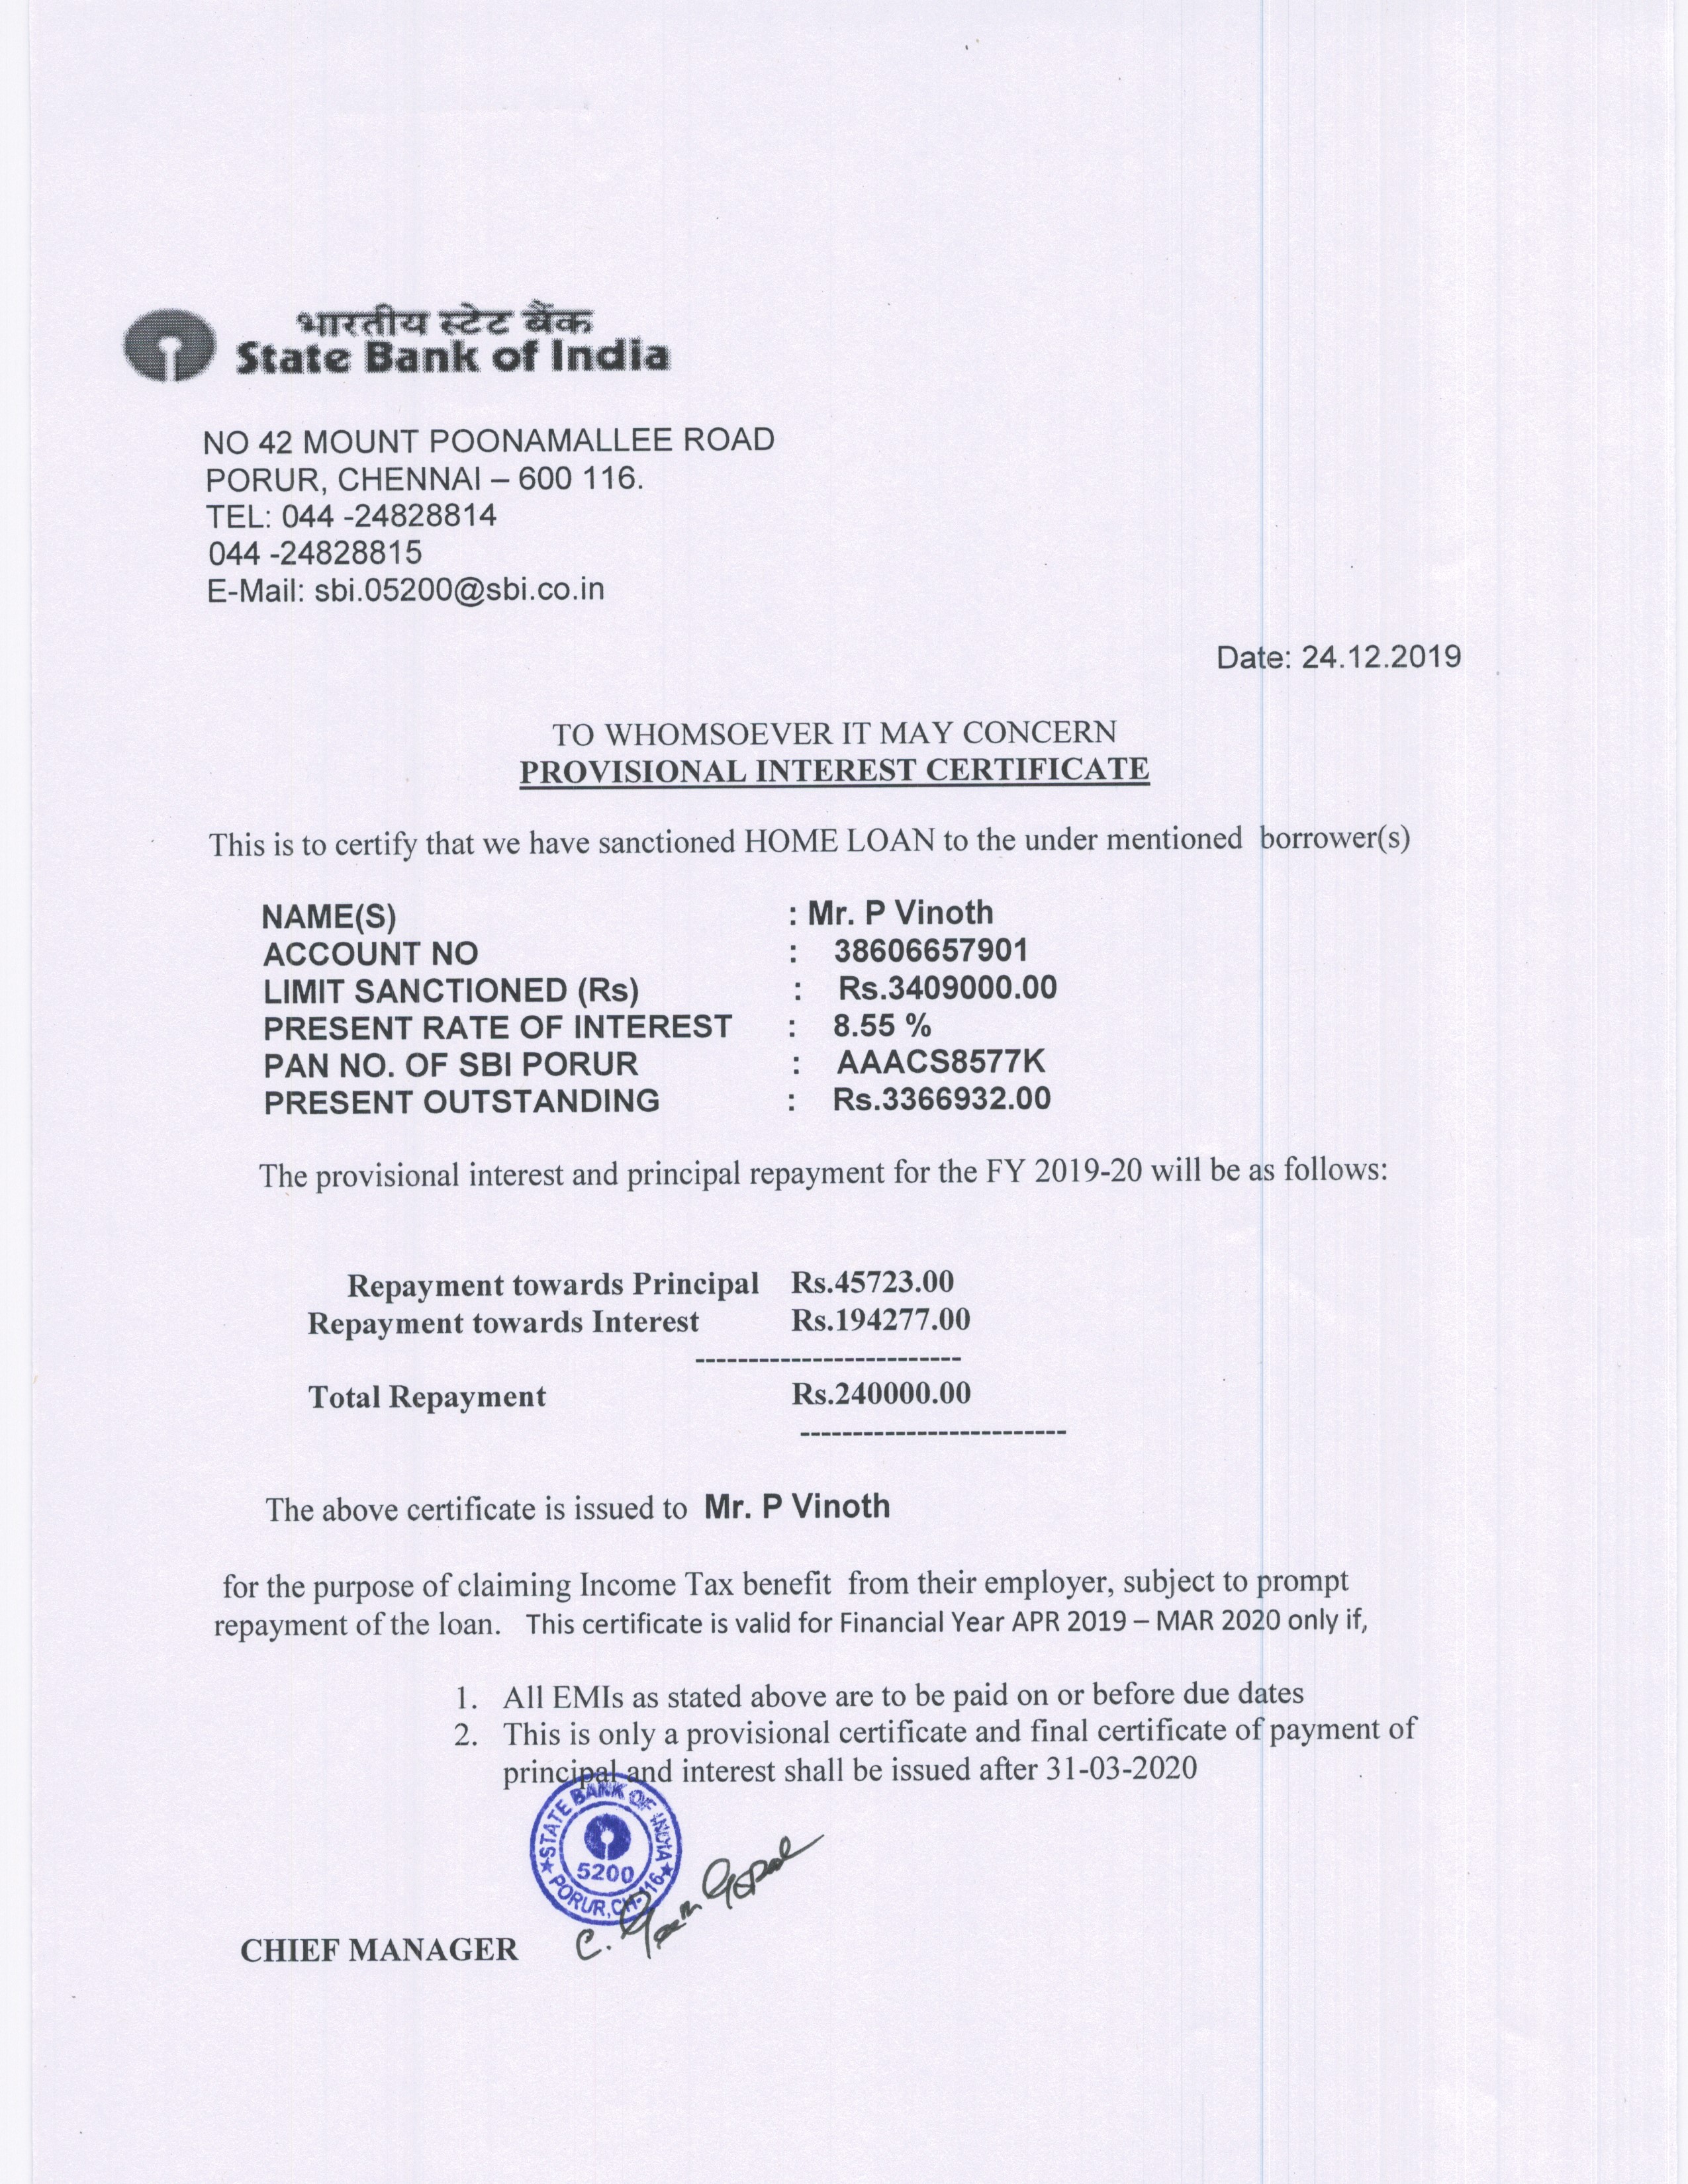 भारतीय स्टेट बैंक
State Bank of India
NO 42 MOUNT POONAMALLEE ROAD
PORUR, CHENNAI – 600 116.
TEL: 044 -24828814
044 -24828815
E-Mail: sbi.05200@sbi.co.in
Date: 24.12.2019
TO WHOMSOEVER IT MAY CONCERN
PROVISIONAL INTEREST CERTIFICATE
This is to certify that we have sanctioned HOME LOAN to the under mentioned borrower(s)
NAME(S) : Mr. P Vinoth
ACCOUNT NO : 38606657901
LIMIT SANCTIONED (Rs) : Rs.3409000.00
PRESENT RATE OF INTEREST : 8.55 %
PAN NO. OF SBI PORUR : AAACS8577K
PRESENT OUTSTANDING : Rs.3366932.00
The provisional interest and principal repayment for the FY 2019-20 will be as follows:
Repayment towards Principal Rs.45723.00
Repayment towards Interest Rs.194277.00
-------------------------
Total Repayment Rs.240000.00
-------------------------
The above certificate is issued to Mr. P Vinoth
for the purpose of claiming Income Tax benefit from their employer, subject to prompt
repayment of the loan. This certificate is valid for Financial Year APR 2019 – MAR 2020 only if,
1. All EMIs as stated above are to be paid on or before due dates
2. This is only a provisional certificate and final certificate of payment of
principal and interest shall be issued after 31-03-2020
STATE BANK OF INDIA
5200
PORUR, CH-116
CHIEF MANAGER